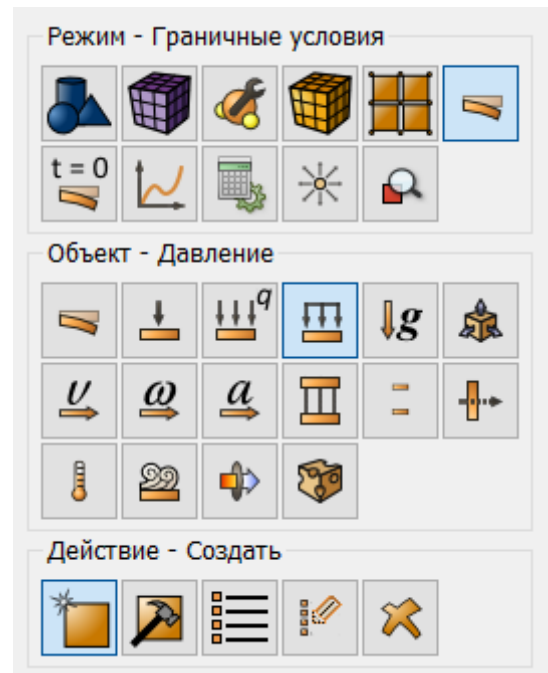 Режим - Граничные условия
t = 0
Объект - Давление
q
g
υ ω a
Действие - Создать